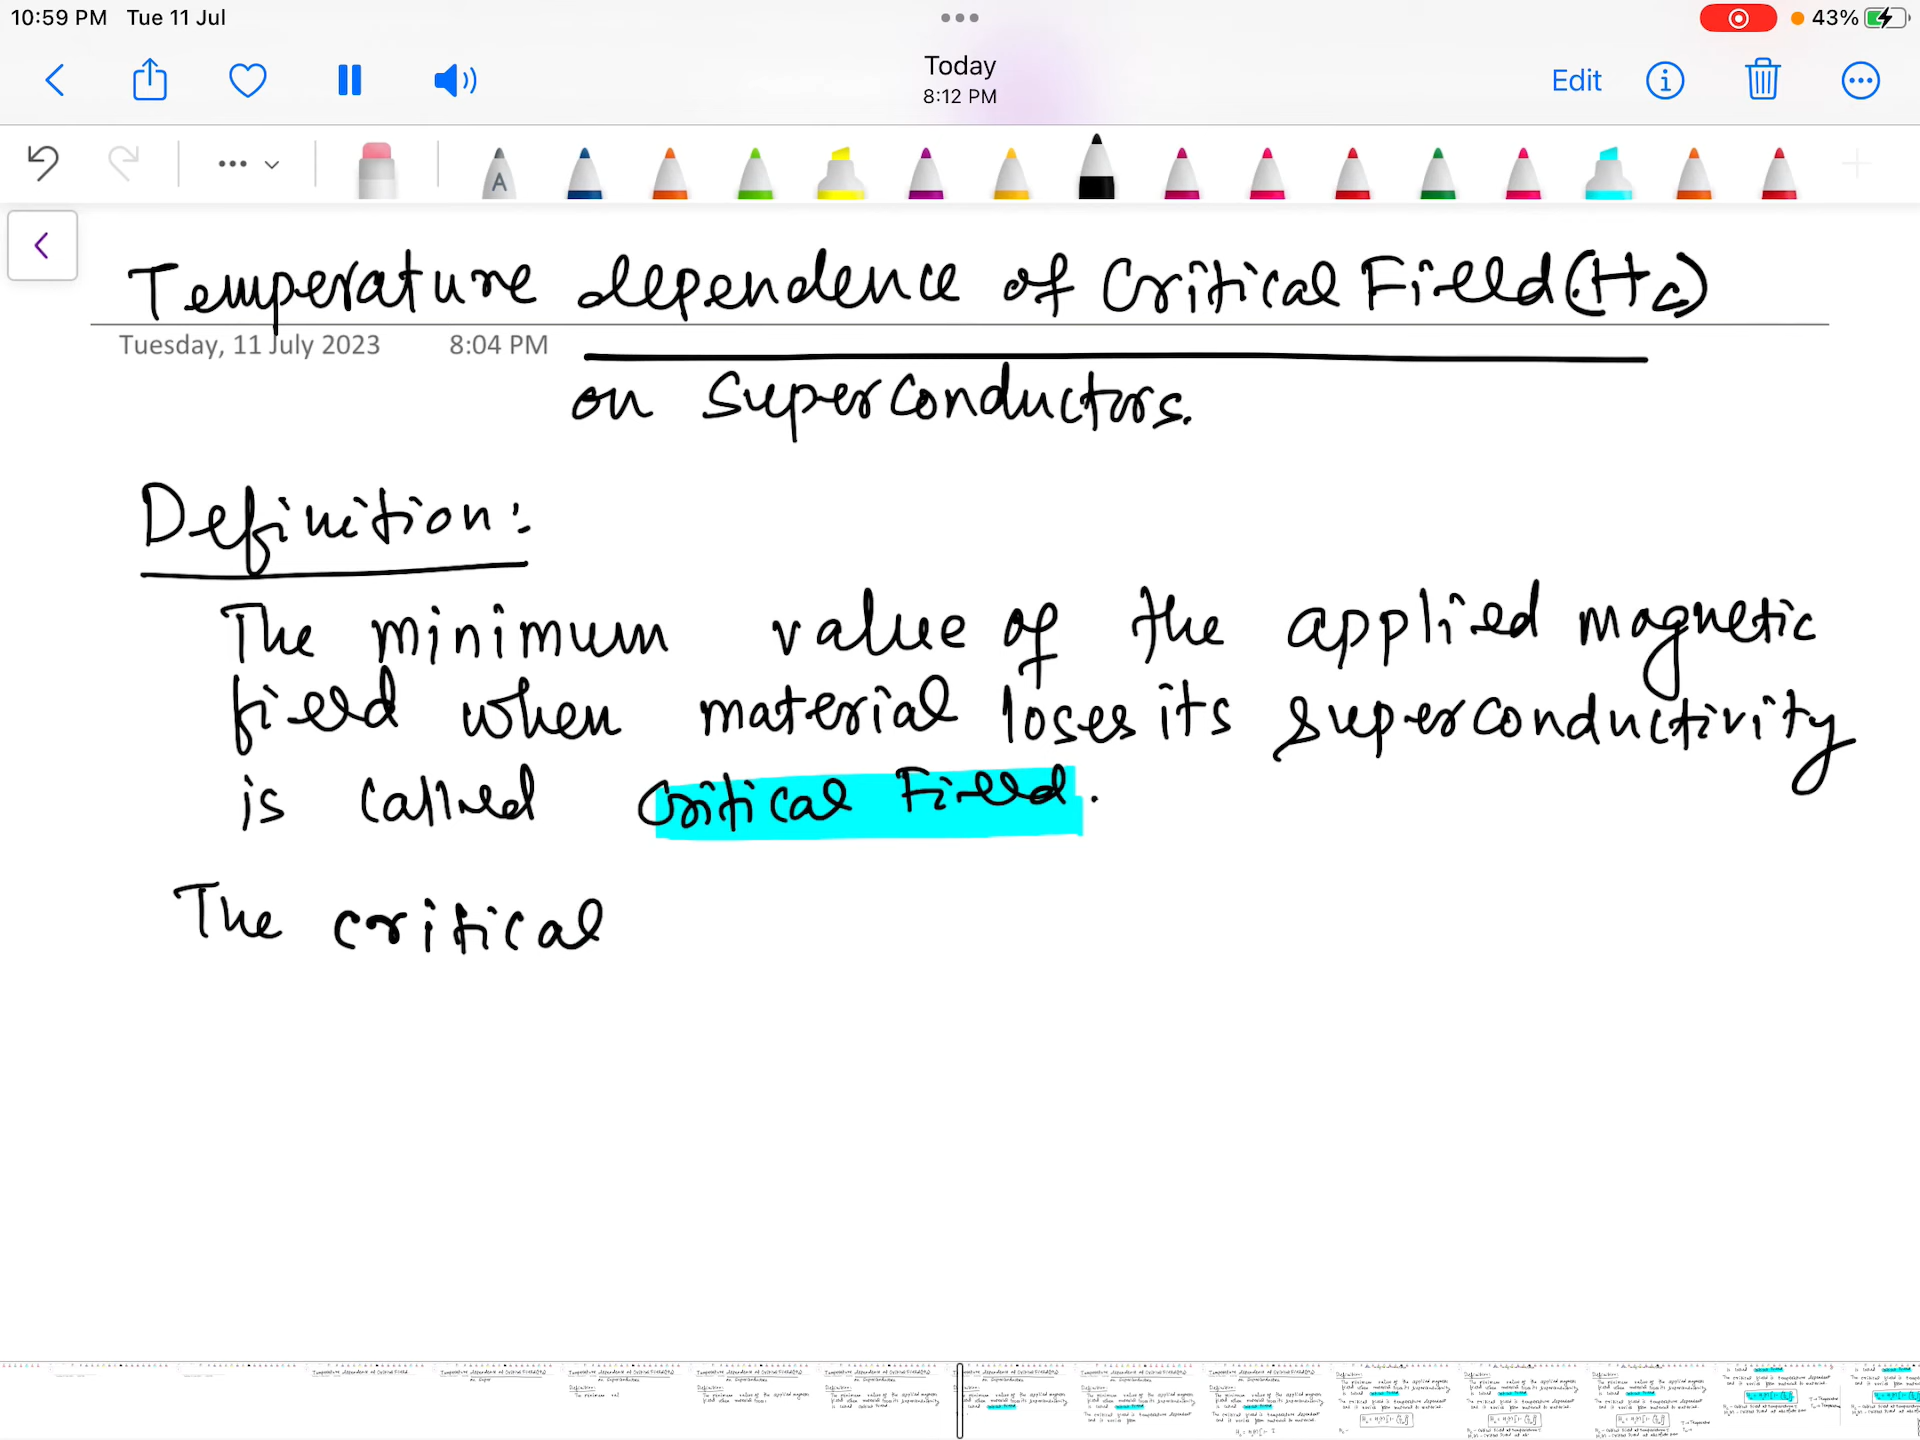 10:59 PM Tue 11 Jul
43%
Today
8:12 PM
Edit
A
Temperature dependence of Critical Field (Hc)
Tuesday, 11 July 2023 8:04 PM
on Superconductors.
Definition:
The minimum value of the applied magnetic
field when material loses its superconductivity
is called Critical Field.
The critical